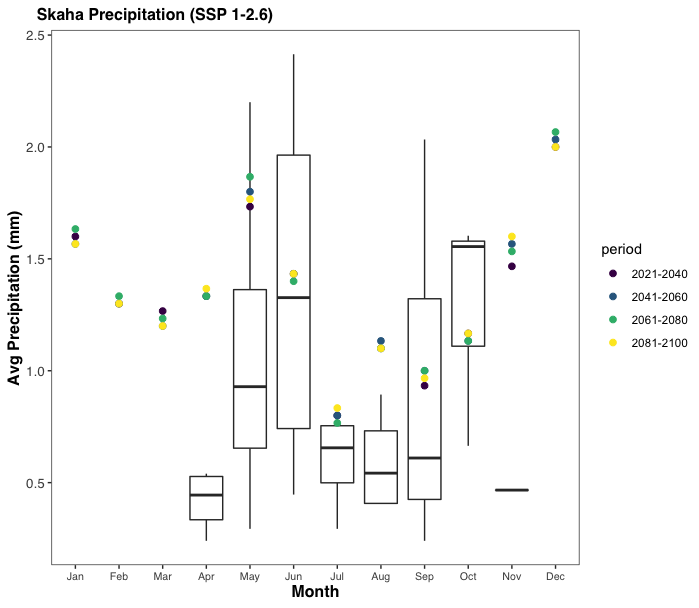 Skaha Precipitation (SSP 1-2.6)
Avg Precipitation (mm)
2.5
2.0
1.5
1.0
0.5
Jan Feb Mar Apr May Jun Jul Aug Sep Oct Nov Dec
Month
period
2021-2040
2041-2060
2061-2080
2081-2100